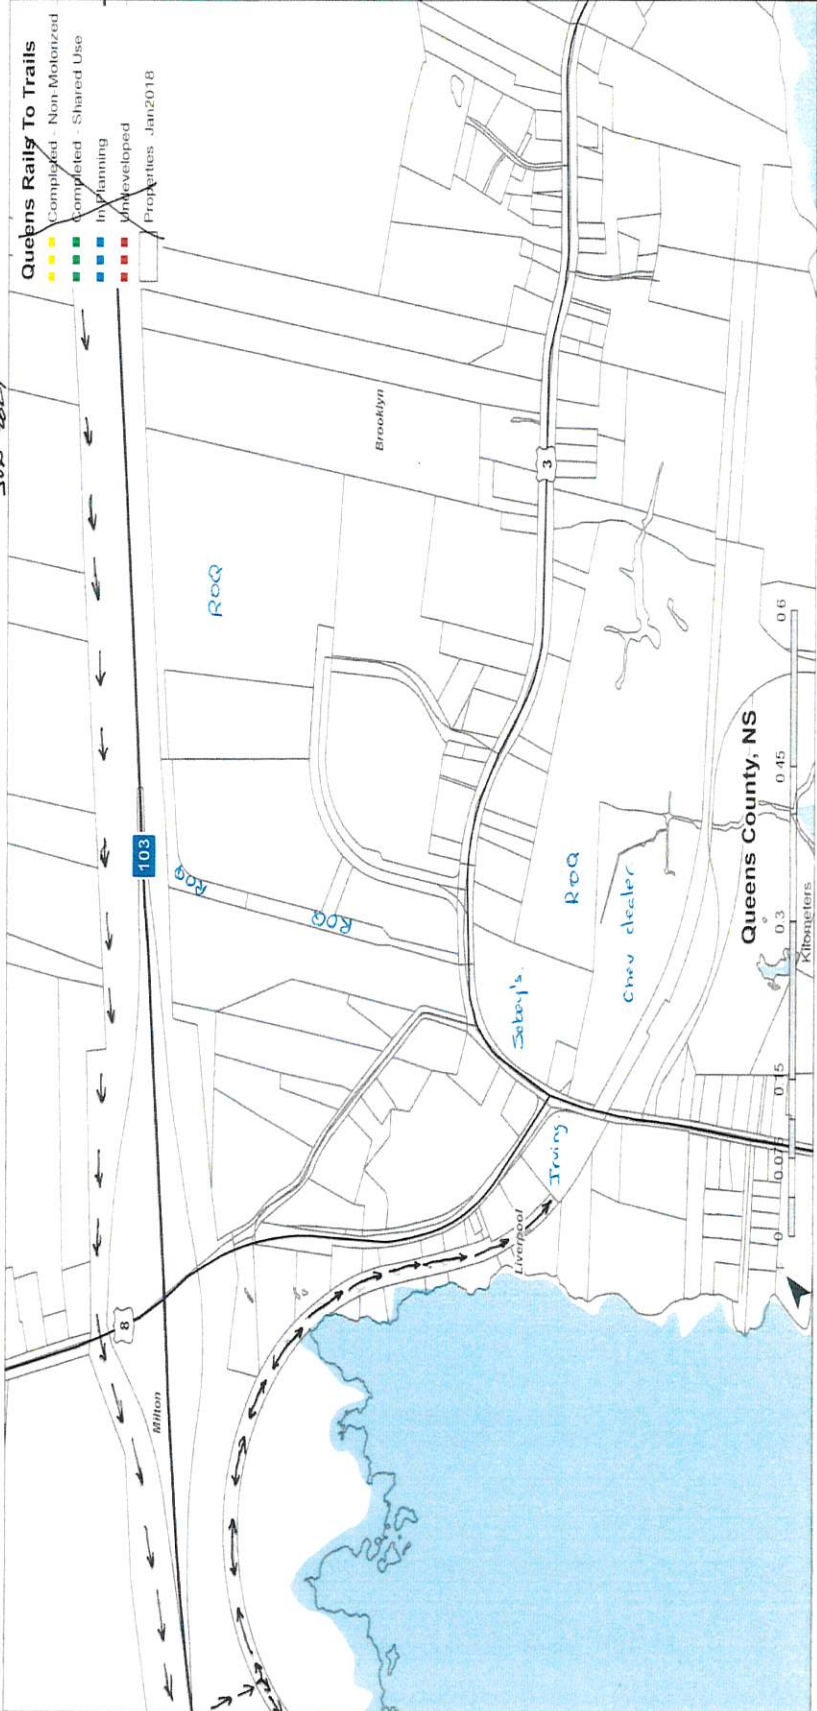 Queens Rails To Trails
Completed - Non-Motorized
Completed - Shared Use
In Planning
Undeveloped
Properties Jan2018
103
8
3
Milton
Brooklyn
Liverpool
ROQ
ROQ
ROQ
ROQ
Sobey's.
Chev dealer
Irving
Queens County, NS
0 0.075 0.15 0.3 0.45 0.6
Kilometers